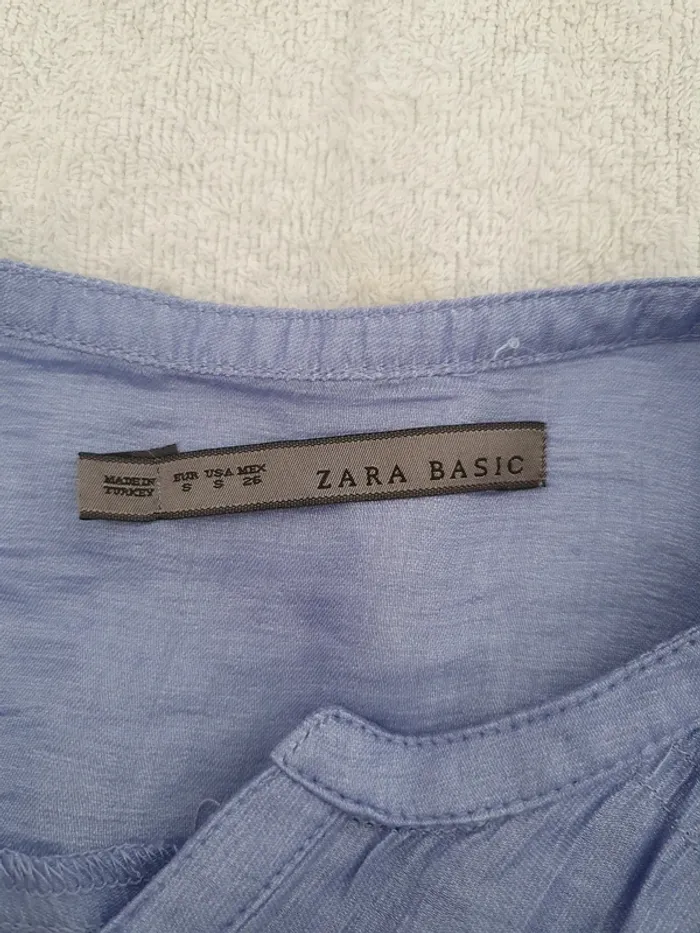 MADE IN
TURKEY
EUR USA MEX
S S 26
ZARA BASIC